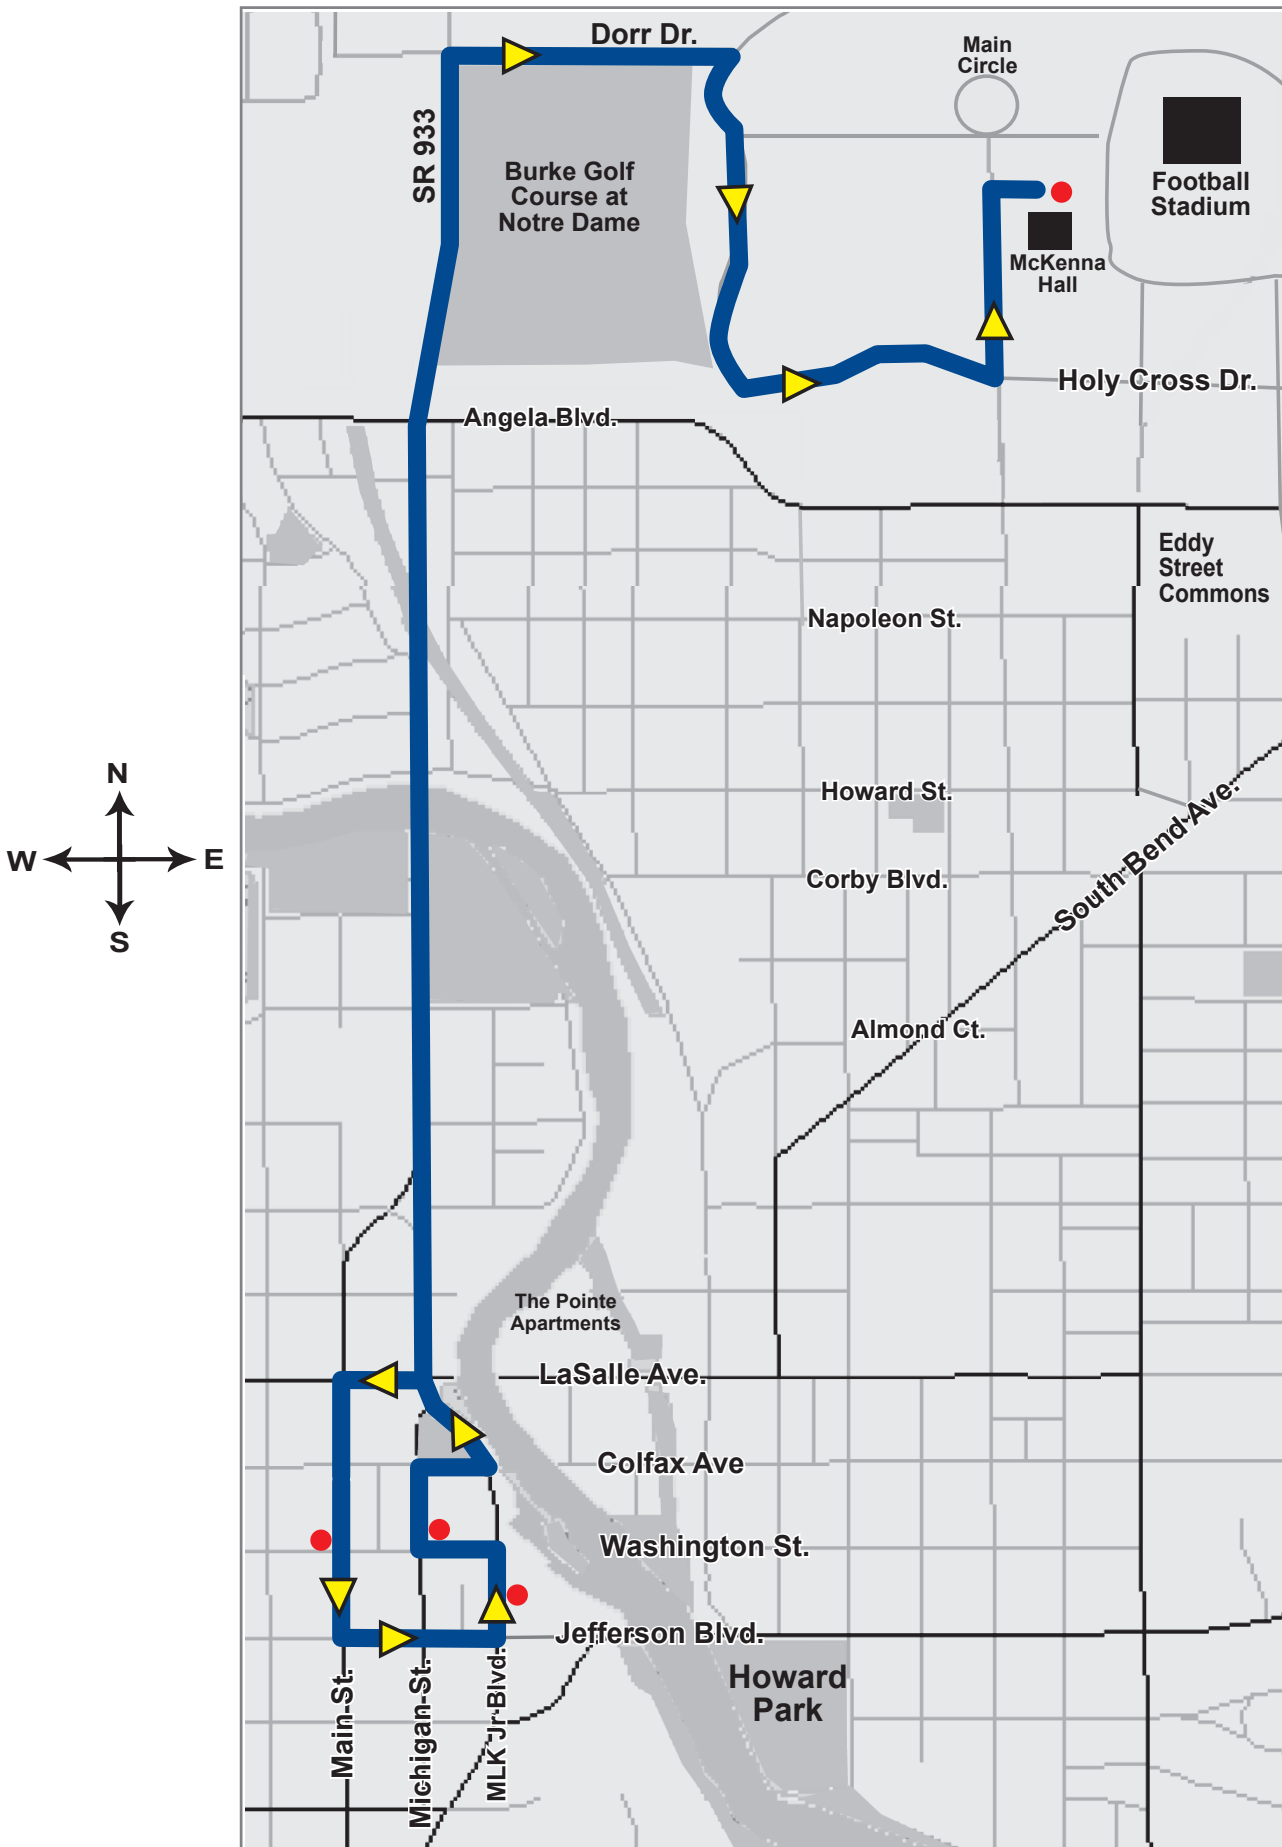 Dorr Dr.
Main
Circle
SR 933
Burke Golf
Course at
Notre Dame
Football
Stadium
McKenna
Hall
Holy Cross Dr.
Angela Blvd.
Eddy
Street
Commons
Napoleon St.
N
W
E
S
Howard St.
South Bend Ave.
Corby Blvd.
Almond Ct.
The Pointe
Apartments
LaSalle Ave.
Colfax Ave
Washington St.
Jefferson Blvd.
Howard
Park
Main St.
Michigan St.
MLK Jr Blvd.